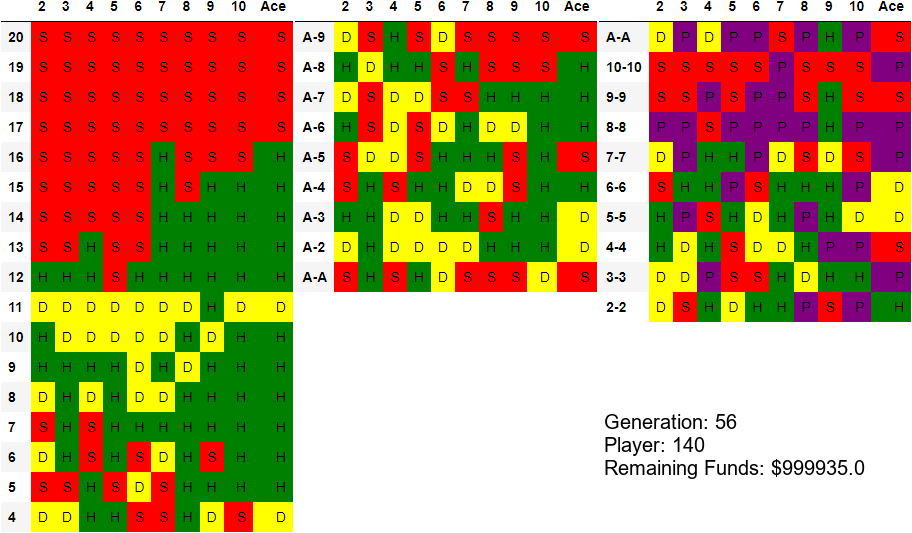 2 3 4 5 6 7 8 9 10 Ace
20 S S S S S S S S S S
19 S S S S S S S S S S
18 S S S S S S S S S S
17 S S S S S S S S S S
16 S S S S S H S S S H
15 S S S S S H S H H H
14 S S S S S H H H H H
13 S S H S S H H H H H
12 H H H S H H H H H H
11 D D D D D D D H D D
10 H D D D D D H D H H
9 H H H H D H D H H H
8 D H D H D D H H H H
7 S H S H H H H H H H
6 D H S H S D H S H H
5 S S H S D S H H H H
4 D D H H S S H D S D
2 3 4 5 6 7 8 9 10 Ace
A-9 D S H S D S S S S S
A-8 H D H H S H S S S H
A-7 D S D D S S H H H H
A-6 H S D S D H D D H H
A-5 S D D S H H H S H S
A-4 S H S H H D D S H H
A-3 H H D D H H S H H D
A-2 D H D D D D H H H D
A-A S H S H D S S S D S
2 3 4 5 6 7 8 9 10 Ace
A-A D P D P P S P H P S
10-10 S S S S S P S S S P
9-9 S S P S P P S H S S
8-8 P P S P P P P H P P
7-7 D P H H P D S D S P
6-6 S H H P S H H H P D
5-5 H P S H D H P H D D
4-4 H D H S D D H P P S
3-3 D D P S S H D H H P
2-2 D S H D H H P S P H
Generation: 56
Player: 140
Remaining Funds: $999935.0